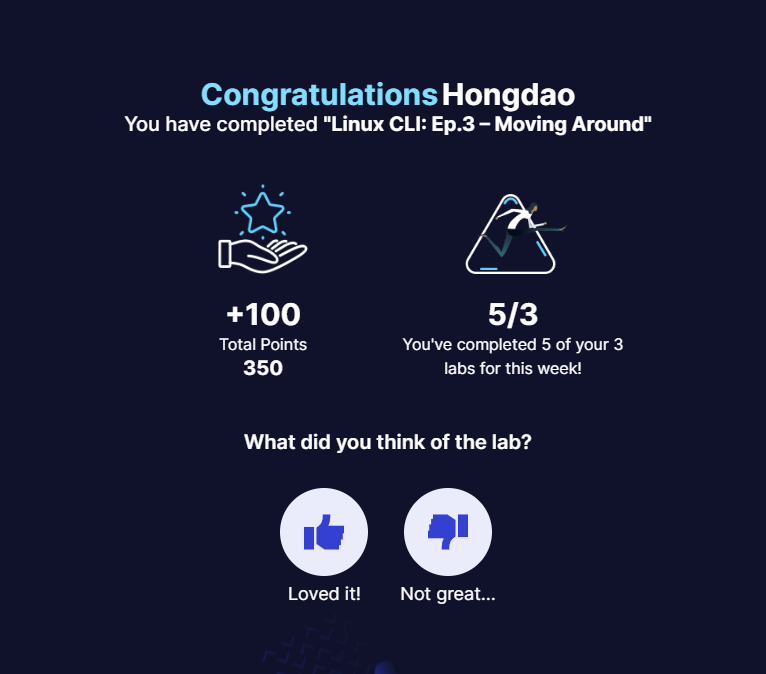 Congratulations Hongdao
You have completed "Linux CLI: Ep.3 – Moving Around"
+100
Total Points
350
5/3
You've completed 5 of your 3
labs for this week!
What did you think of the lab?
Loved it!
Not great...